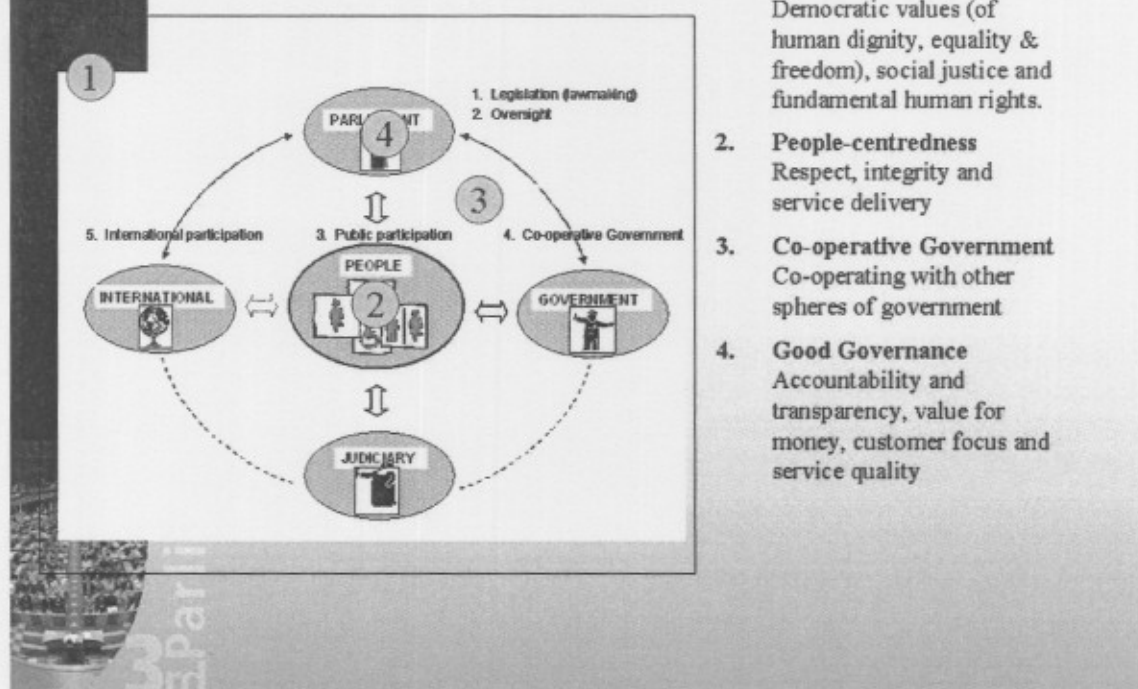 1
1. Legislation (lawmaking)
2. Oversight
4
3
5. International participation
3. Public participation
4. Co-operative Government
PEOPLE
INTERNATIONAL
2
GOVERNMENT
JUDICIARY
Democratic values (of
human dignity, equality &
freedom), social justice and
fundamental human rights.
2. People-centredness
Respect, integrity and
service delivery
3. Co-operative Government
Co-operating with other
spheres of government
4. Good Governance
Accountability and
transparency, value for
money, customer focus and
service quality